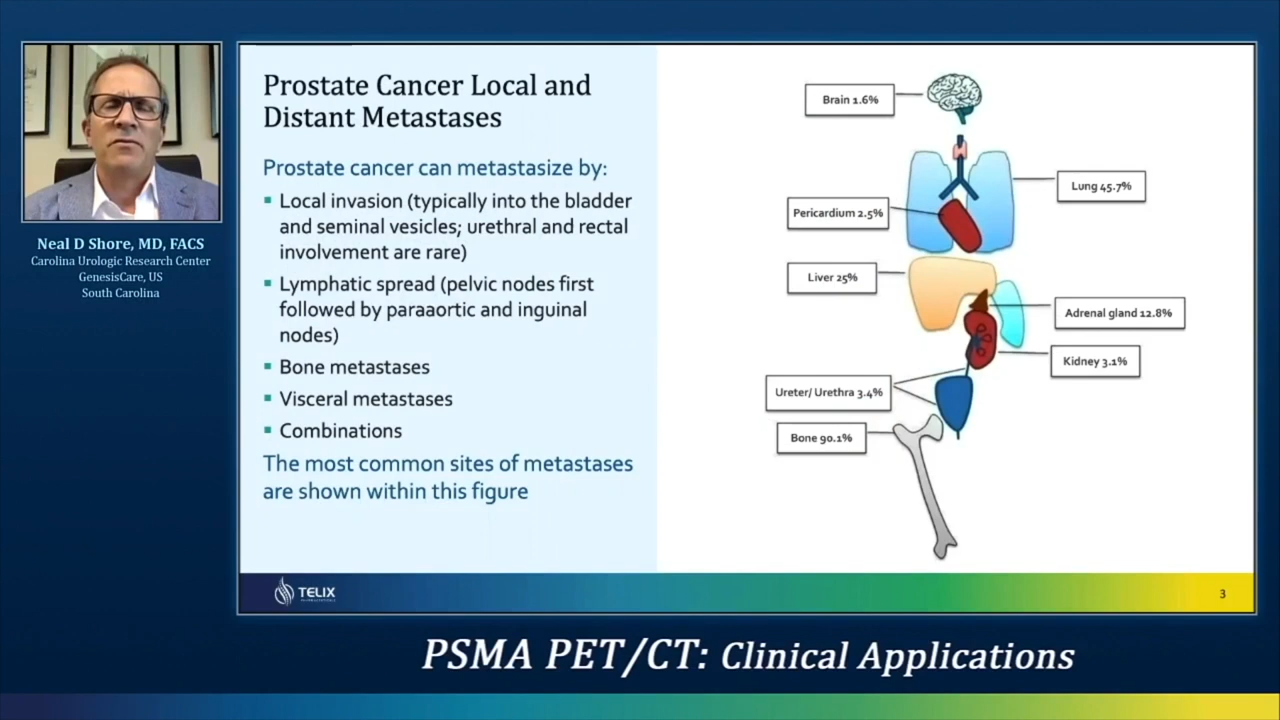 Neal D Shore, MD, FACS
Carolina Urologic Research Center
GenesisCare, US
South Carolina
Prostate Cancer Local and
Distant Metastases
Prostate cancer can metastasize by:
▪ Local invasion (typically into the bladder
and seminal vesicles; urethral and rectal
involvement are rare)
▪ Lymphatic spread (pelvic nodes first
followed by paraaortic and inguinal
nodes)
▪ Bone metastases
▪ Visceral metastases
▪ Combinations
The most common sites of metastases
are shown within this figure
Brain 1.6%
Lung 45.7%
Pericardium 2.5%
Liver 25%
Adrenal gland 12.8%
Kidney 3.1%
Ureter/ Urethra 3.4%
Bone 90.1%
TELIX
3
PSMA PET/CT: Clinical Applications